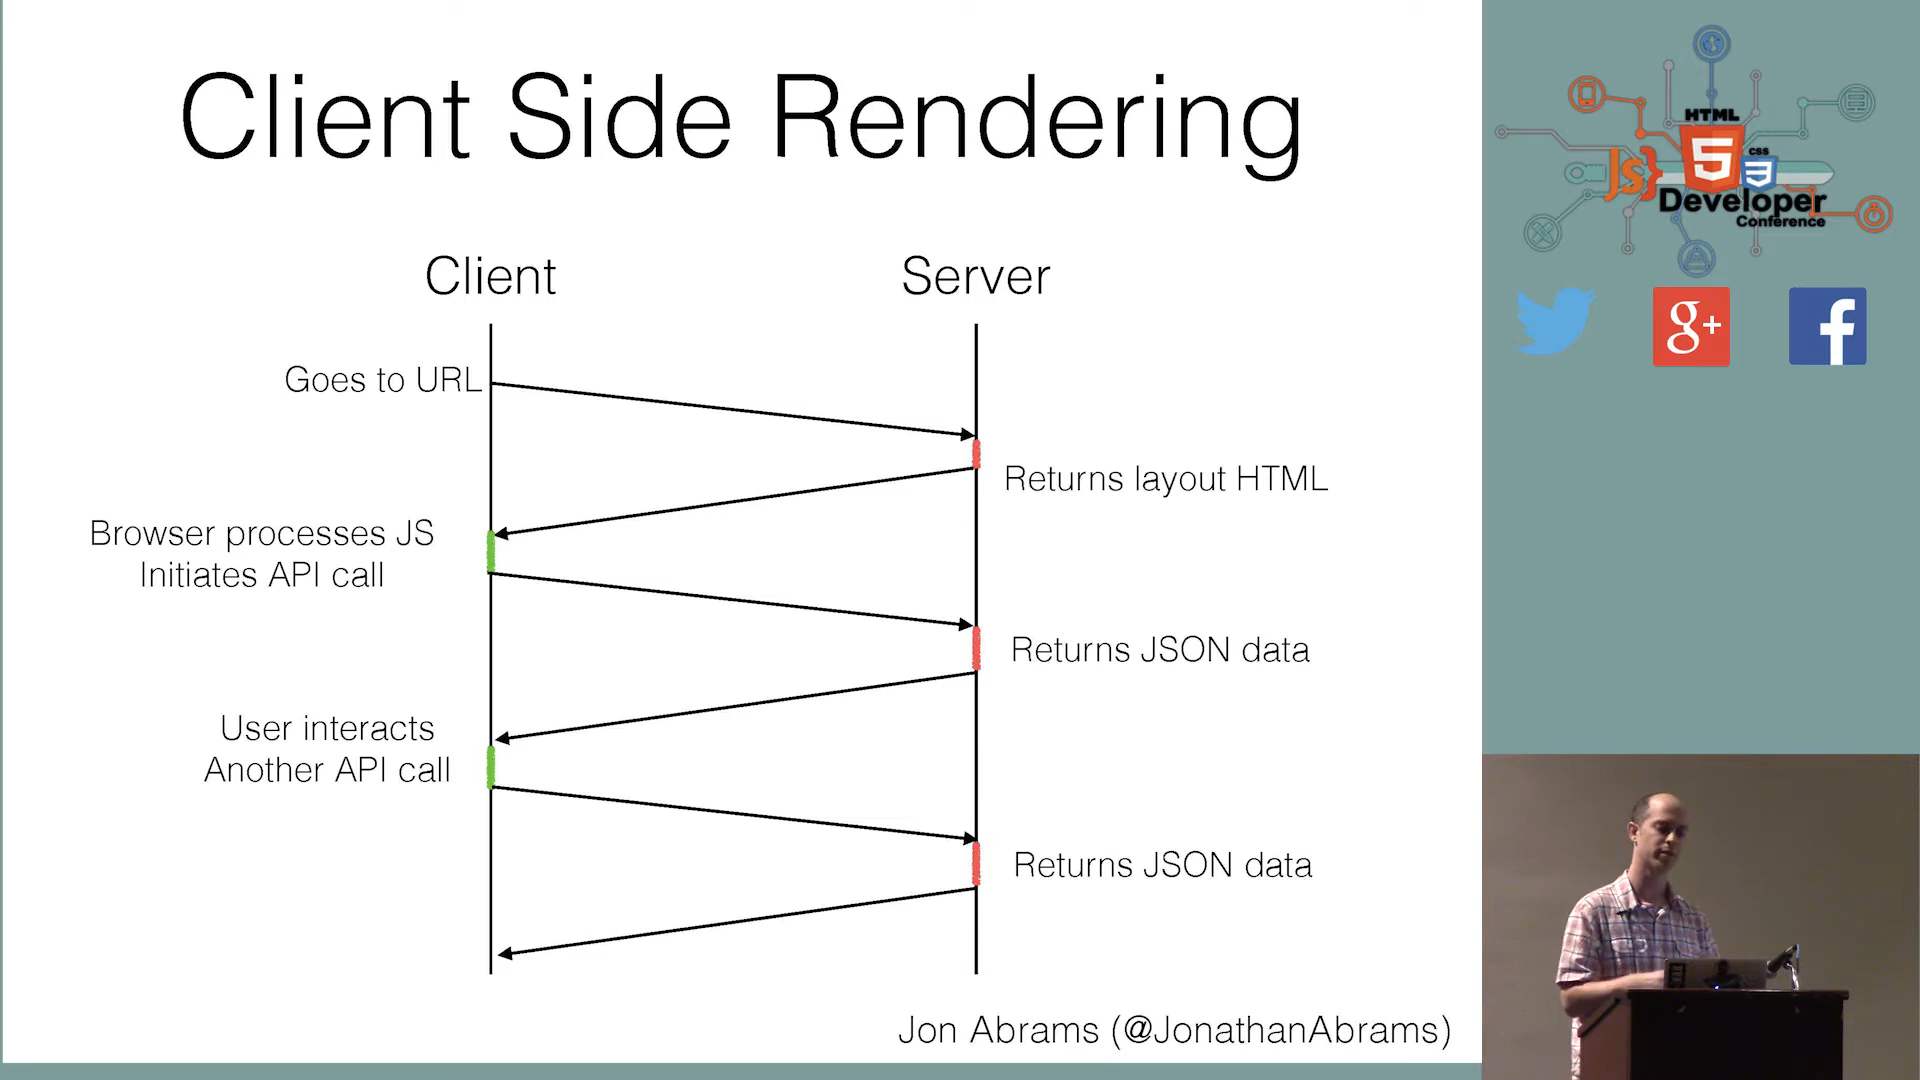 Client Side Rendering
Client
Server
Goes to URL
Returns layout HTML
Browser processes JS
Initiates API call
Returns JSON data
User interacts
Another API call
Returns JSON data
Jon Abrams (@JonathanAbrams)
HTML
5
JS}
CSS
3
Developer
Conference
g+
f